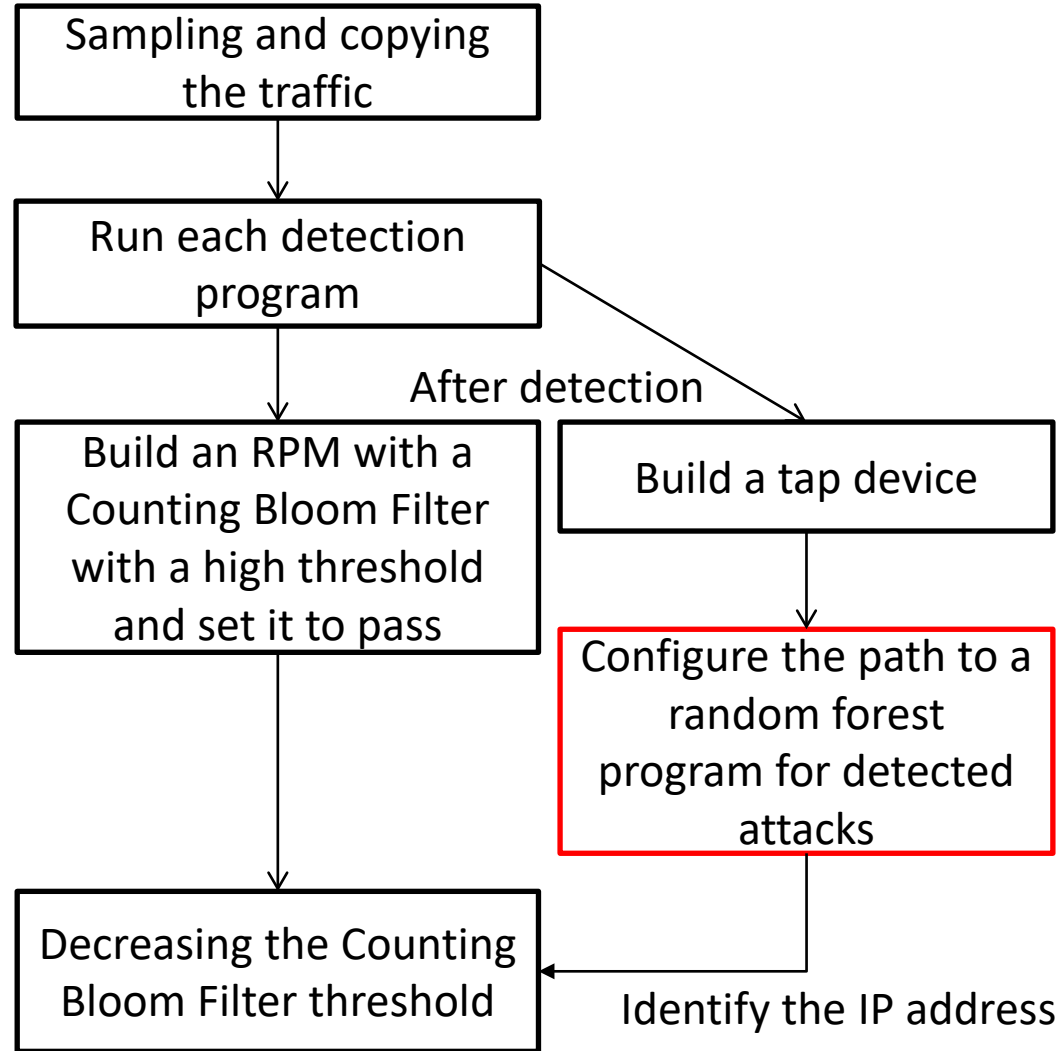 Sampling and copying
the traffic
Run each detection
program
After detection
Build an RPM with a
Counting Bloom Filter
with a high threshold
and set it to pass
Build a tap device
Configure the path to a
random forest
program for detected
attacks
Decreasing the Counting
Bloom Filter threshold
Identify the IP address